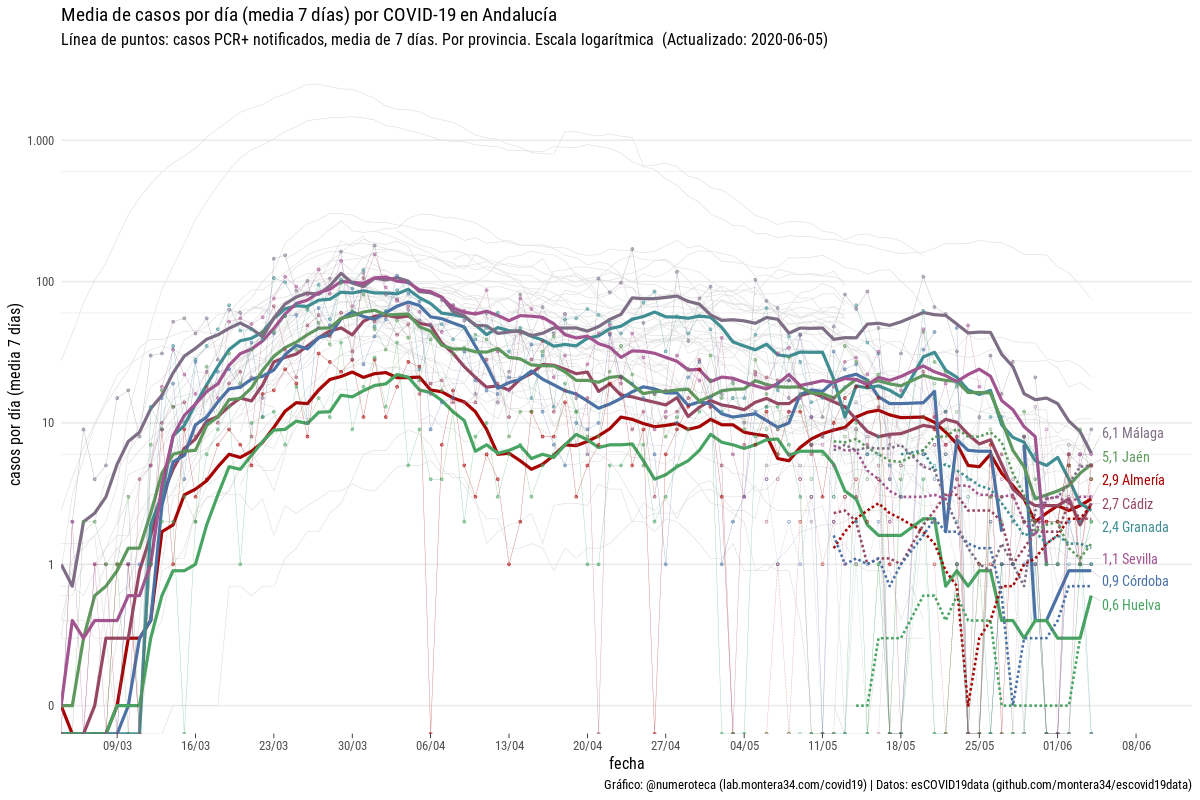 Media de casos por día (media 7 días) por COVID-19 en Andalucía
Línea de puntos: casos PCR+ notificados, media de 7 días. Por provincia. Escala logarítmica  (Actualizado: 2020-06-05)
casos por día (media 7 días)
1.000
100
10
1
0
6,1 Málaga
5,1 Jaén
2,9 Almería
2,7 Cádiz
2,4 Granada
1,1 Sevilla
0,9 Córdoba
0,6 Huelva
09/03 16/03 23/03 30/03 06/04 13/04 20/04 27/04 04/05 11/05 18/05 25/05 01/06 08/06
fecha
Gráfico: @numeroteca (lab.montera34.com/covid19) | Datos: esCOVID19data (github.com/montera34/escovid19data)